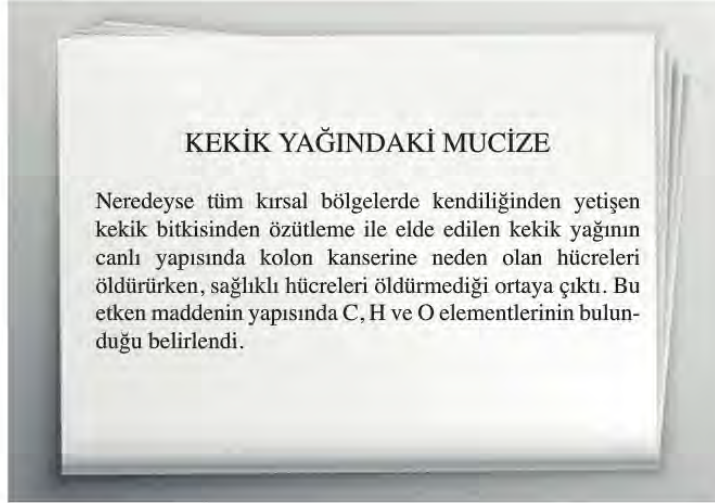 KEKİK YAĞINDAKİ MUCİZE
Neredeyse tüm kırsal bölgelerde kendiliğinden yetişen
kekik bitkisinden özütleme ile elde edilen kekik yağının
canlı yapısında kolon kanserine neden olan hücreleri
öldürürken, sağlıklı hücreleri öldürmediği ortaya çıktı. Bu
etken maddenin yapısında C, H ve O elementlerinin bulun-
duğu belirlendi.